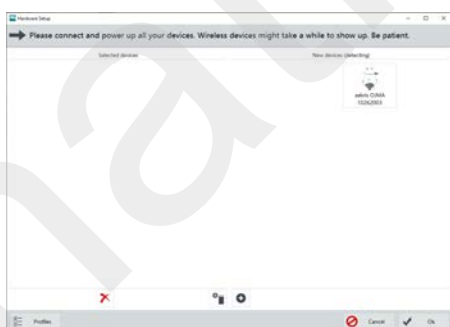 Hardware Setup
Please connect and power up all your devices. Wireless devices might take a while to show up. Be patient.
Selected devices
New devices (detecting)
zebris
Profiles
Cancel
Ok